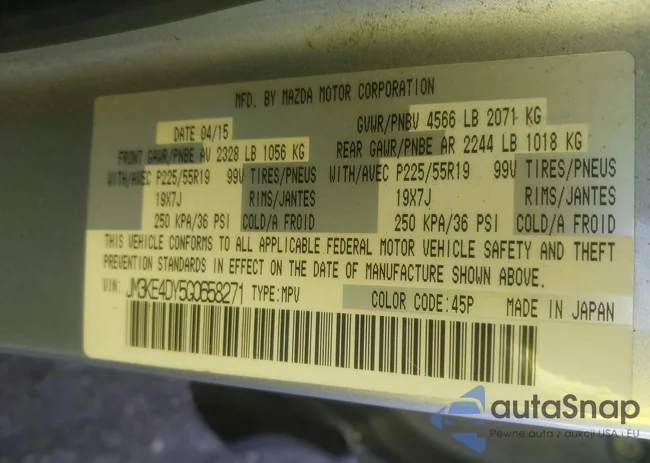 MFD. BY MAZDA MOTOR CORPORATION
DATE 04/15 GVWR/PNBV 4566 LB 2071 KG
FRONT GAWR/PNBE AV 2328 LB 1056 KG REAR GAWR/PNBE AR 2244 LB 1018 KG
WITH/AVEC P225/55R19 99V TIRES/PNEUS WITH/AVEC P225/55R19 99V TIRES/PNEUS
19X7J RIMS/JANTES 19X7J RIMS/JANTES
250 KPA/36 PSI COLD/A FROID 250 KPA/36 PSI COLD/A FROID
THIS VEHICLE CONFORMS TO ALL APPLICABLE FEDERAL MOTOR VEHICLE SAFETY AND THEFT
PREVENTION STANDARDS IN EFFECT ON THE DATE OF MANUFACTURE SHOWN ABOVE.
VIN: JM3KE4DY5G0658271 TYPE:MPV COLOR CODE:45P MADE IN JAPAN
autaSnap
Pewne auta z aukcji USA i EU